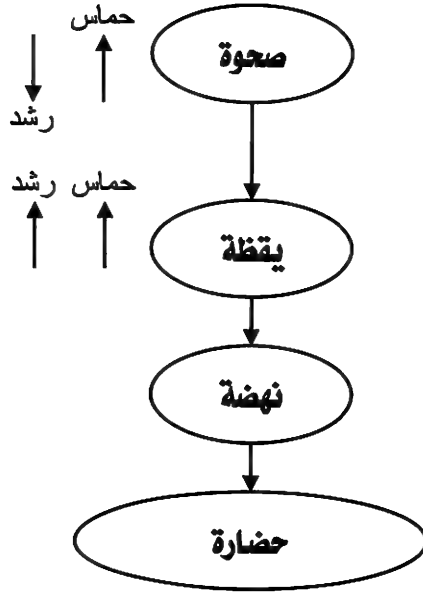 حماس
صحوة
رشد
حماس رشد
يقظة
نهضة
حضارة